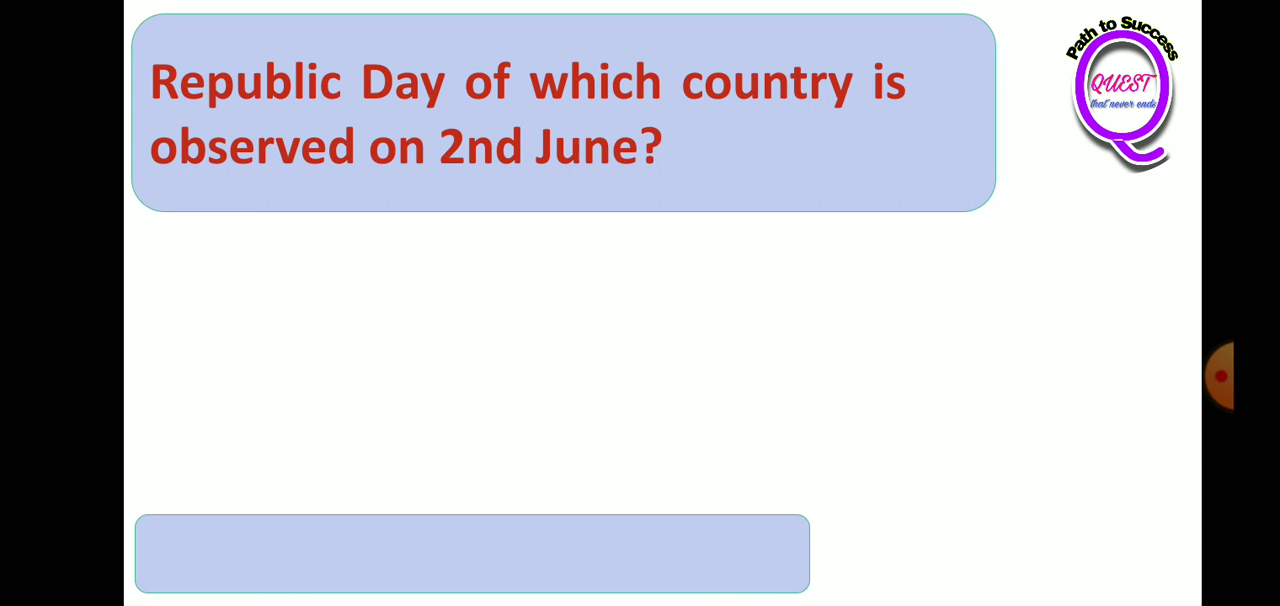 Republic Day of which country is
observed on 2nd June?
Path to Success
QUEST
that never ends